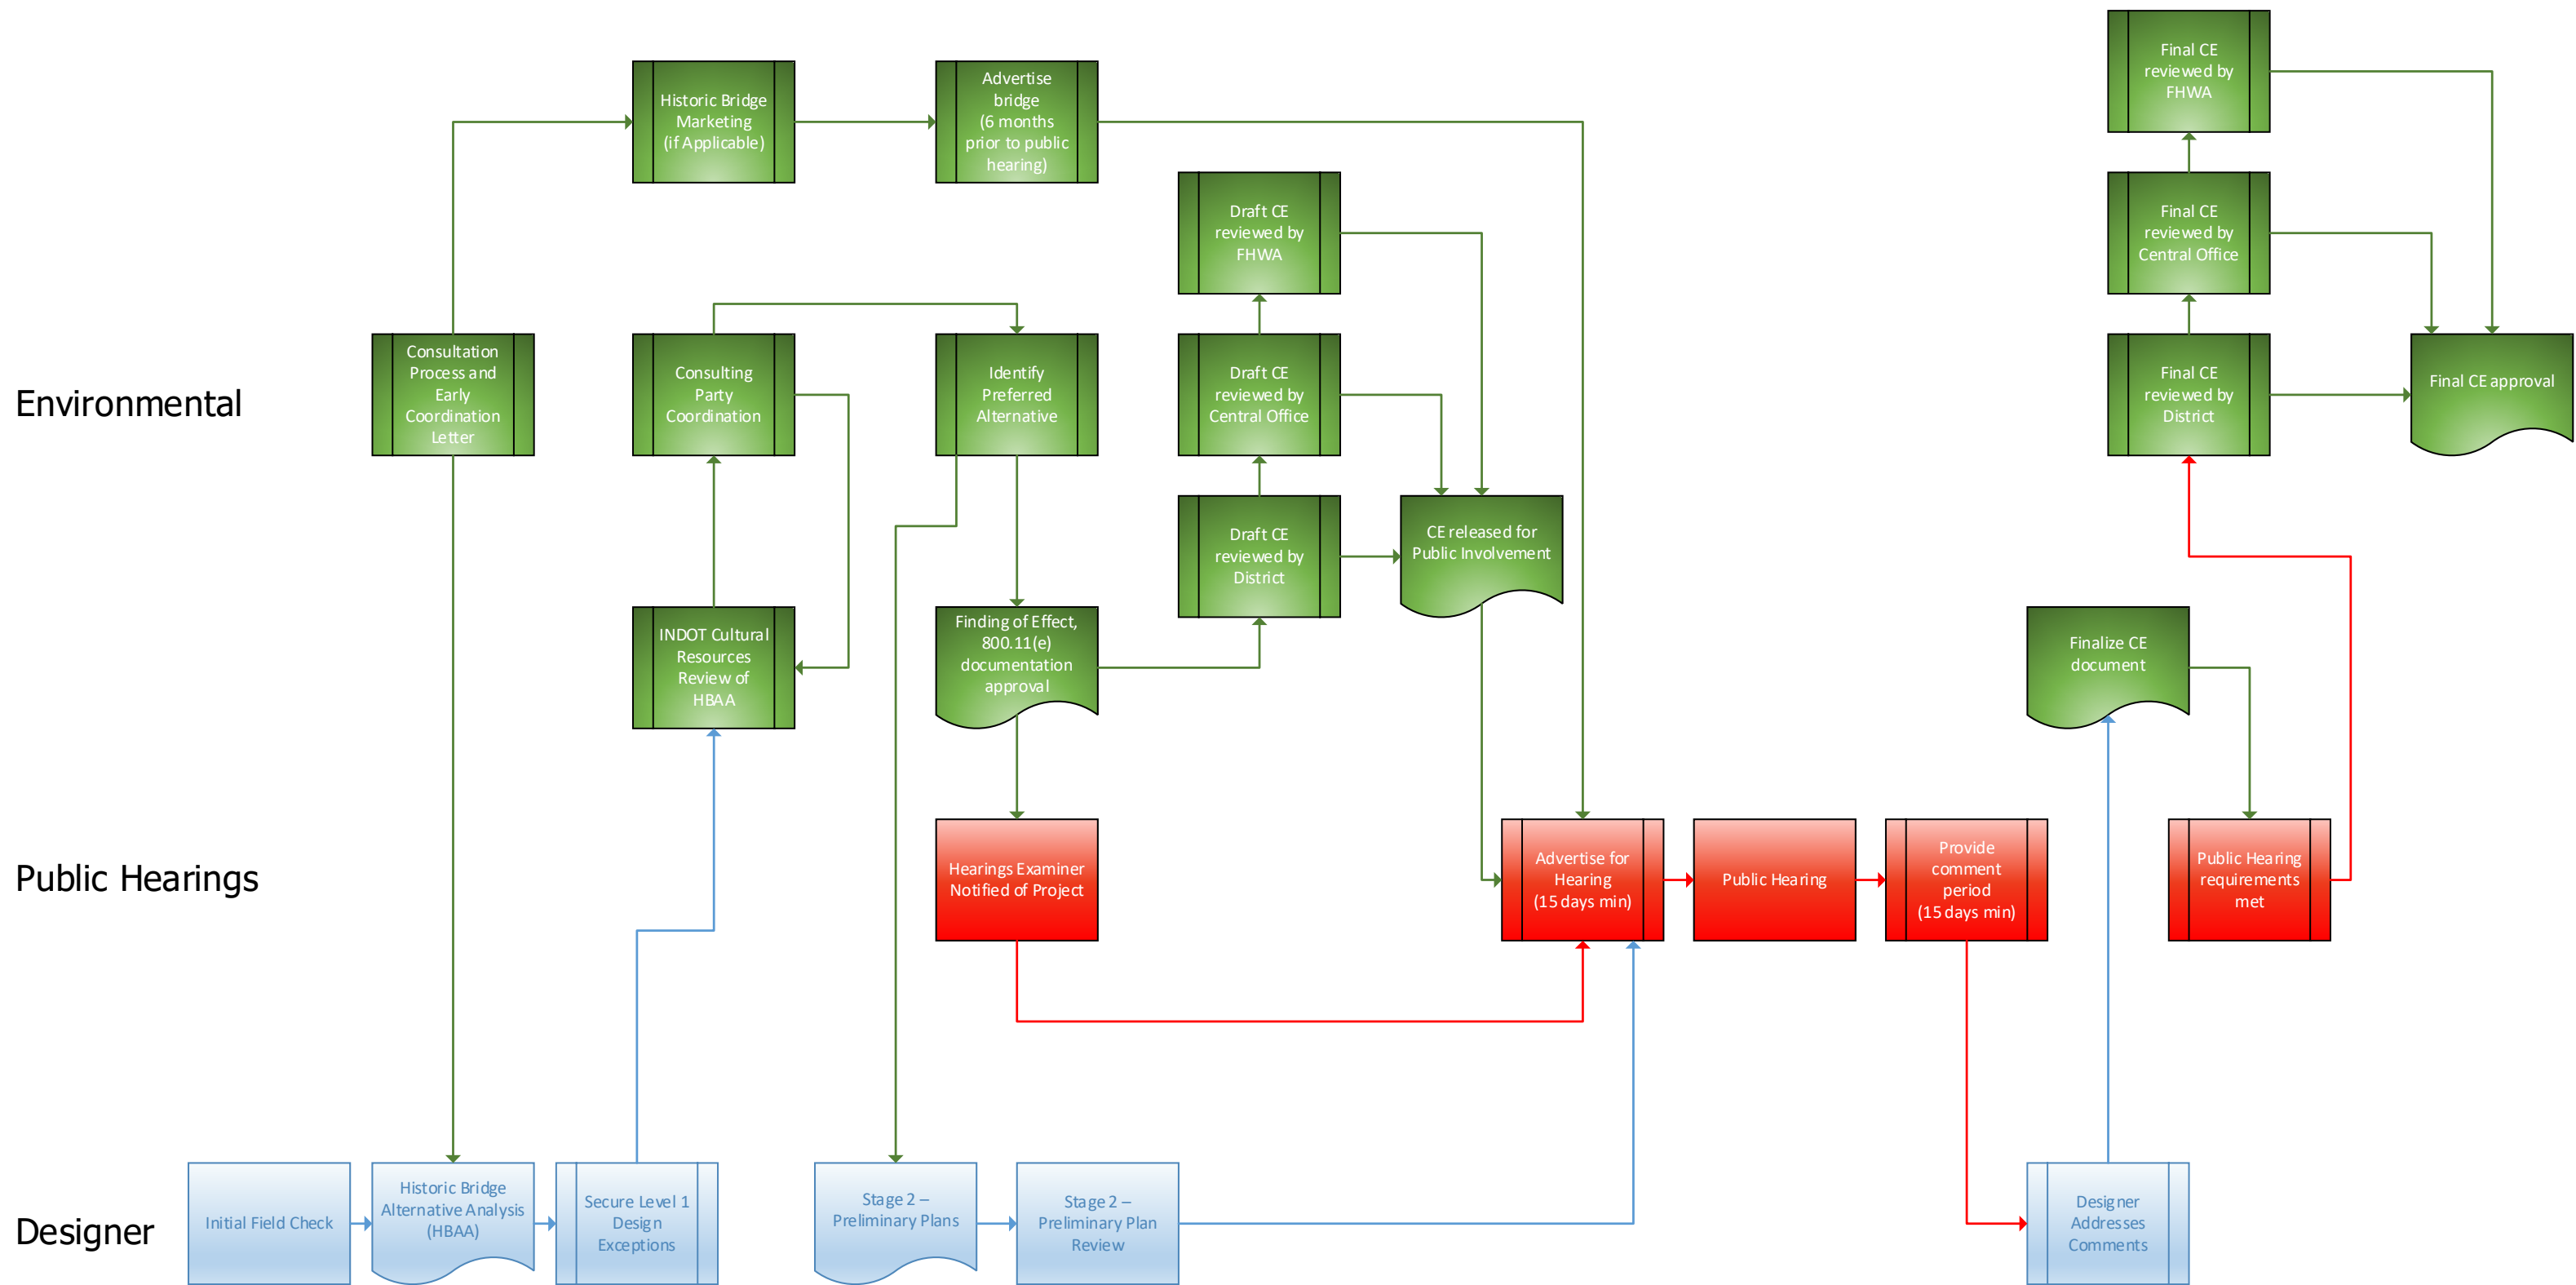 Final CE
reviewed by
FHWA
Historic Bridge
Marketing
(if Applicable)
Advertise
bridge
(6 months
prior to public
hearing)
Draft CE
reviewed by
FHWA
Final CE
reviewed by
Central Office
Environmental
Consultation
Process and
Early
Coordination
Letter
Consulting
Party
Coordination
Identify
Preferred
Alternative
Draft CE
reviewed by
Central Office
Final CE
reviewed by
District
Final CE approval
Draft CE
reviewed by
District
CE released for
Public Involvement
INDOT Cultural
Resources
Review of
HBAA
Finding of Effect,
800.11(e)
documentation
approval
Finalize CE
document
Public Hearings
Hearings Examiner
Notified of Project
Advertise for
Hearing
(15 days min)
Public Hearing
Provide
comment
period
(15 days min)
Public Hearing
requirements
met
Designer
Initial Field Check
Historic Bridge
Alternative Analysis
(HBAA)
Secure Level 1
Design
Exceptions
Stage 2 –
Preliminary Plans
Stage 2 –
Preliminary Plan
Review
Designer
Addresses
Comments